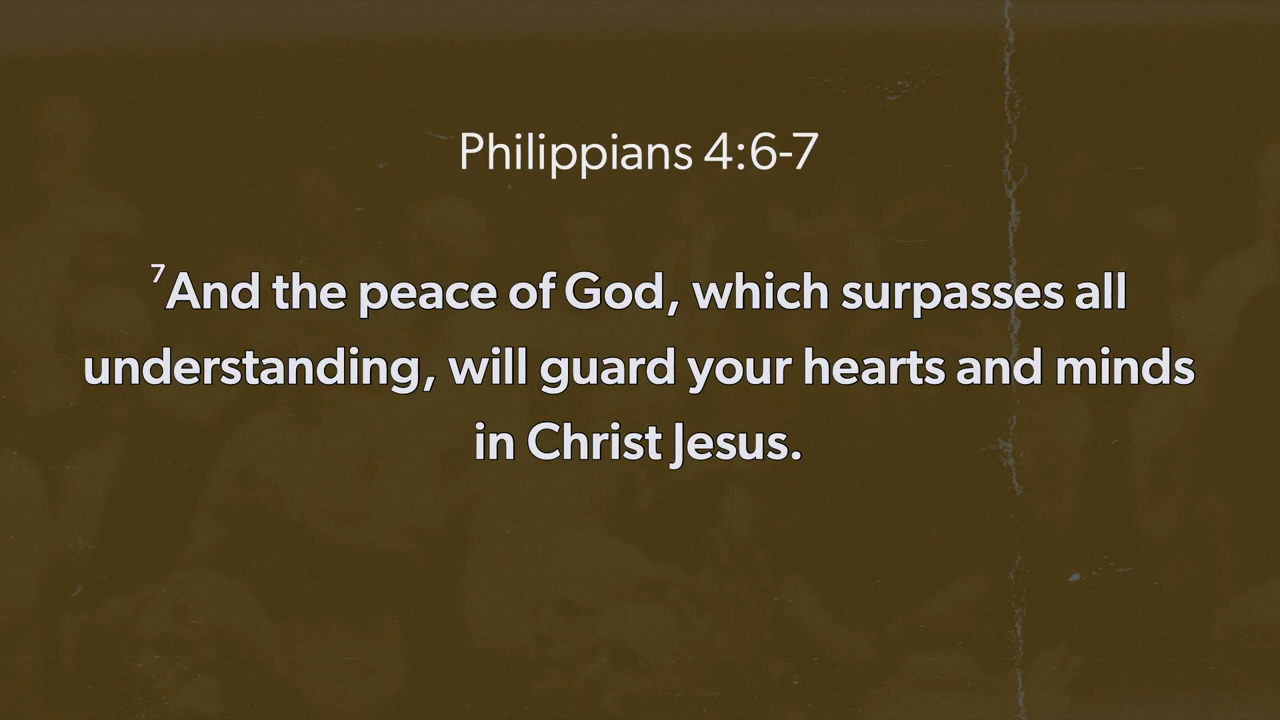 Philippians 4:6-7
⁷And the peace of God, which surpasses all
understanding, will guard your hearts and minds
in Christ Jesus.